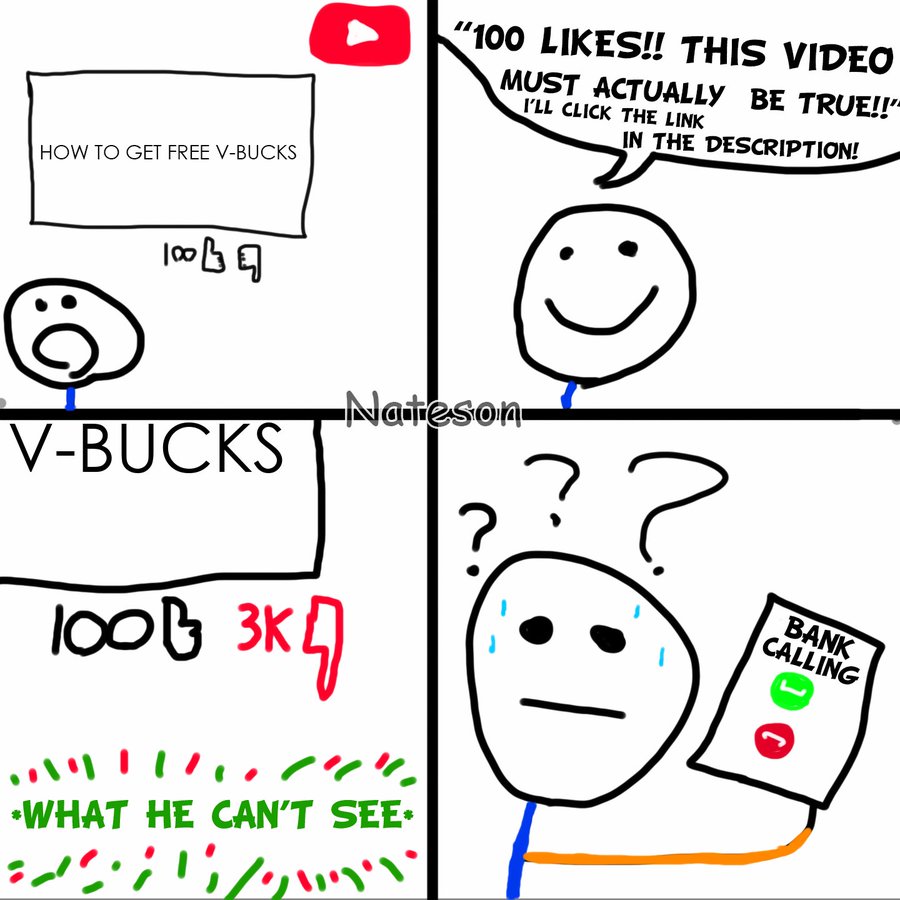 HOW TO GET FREE V-BUCKS
100
"100 LIKES!! THIS VIDEO
MUST ACTUALLY BE TRUE!!"
I'LL CLICK THE LINK
IN THE DESCRIPTION!
Nateson
V-BUCKS
100 3K
*WHAT HE CAN'T SEE*
? ? ?
BANK
CALLING